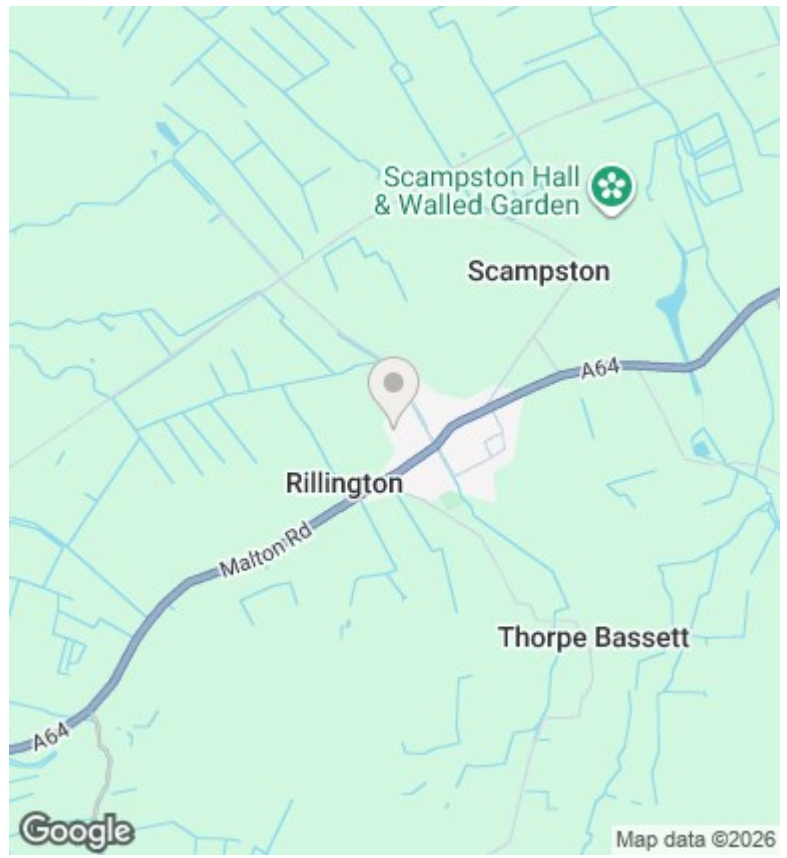 Scampston Hall
& Walled Garden
Scampston
A64
Rillington
Malton Rd
Thorpe Bassett
A64
Google
Map data ©2026